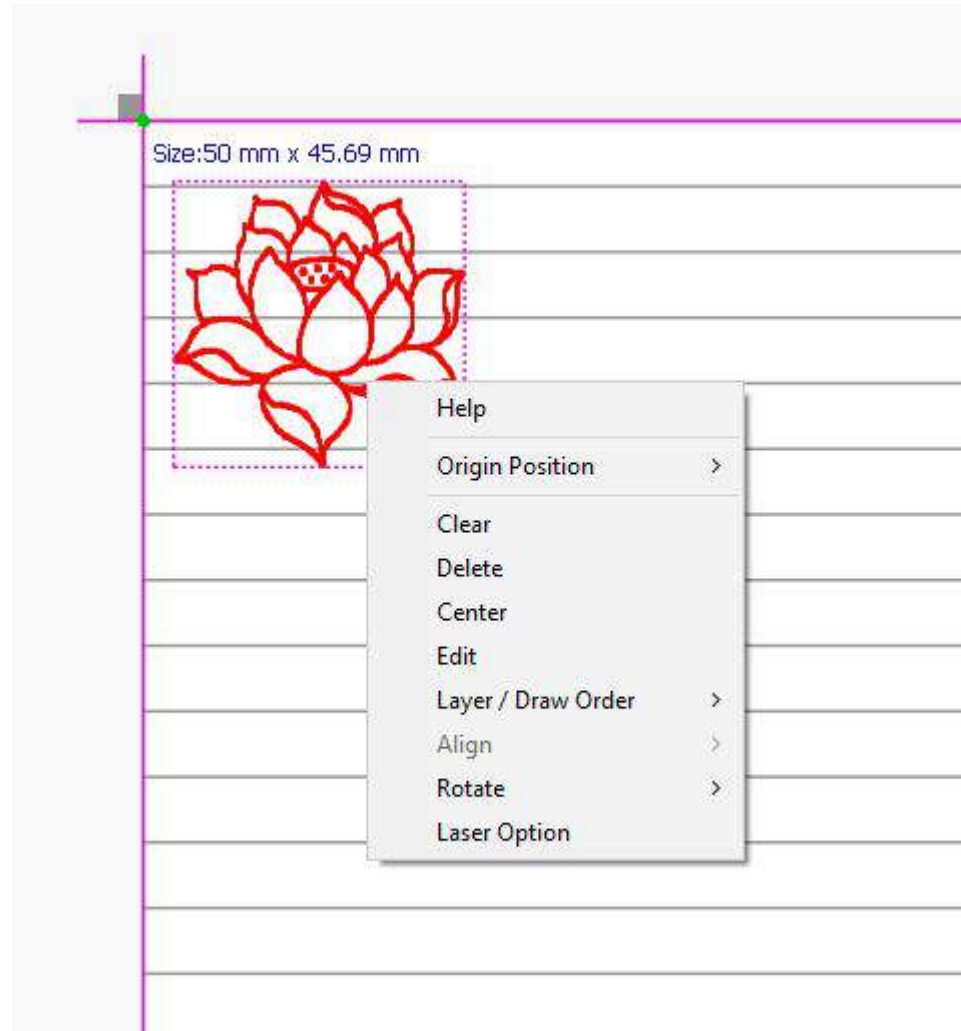 Size:50 mm x 45.69 mm
Help
Origin Position
Clear
Delete
Center
Edit
Layer / Draw Order
Align
Rotate
Laser Option